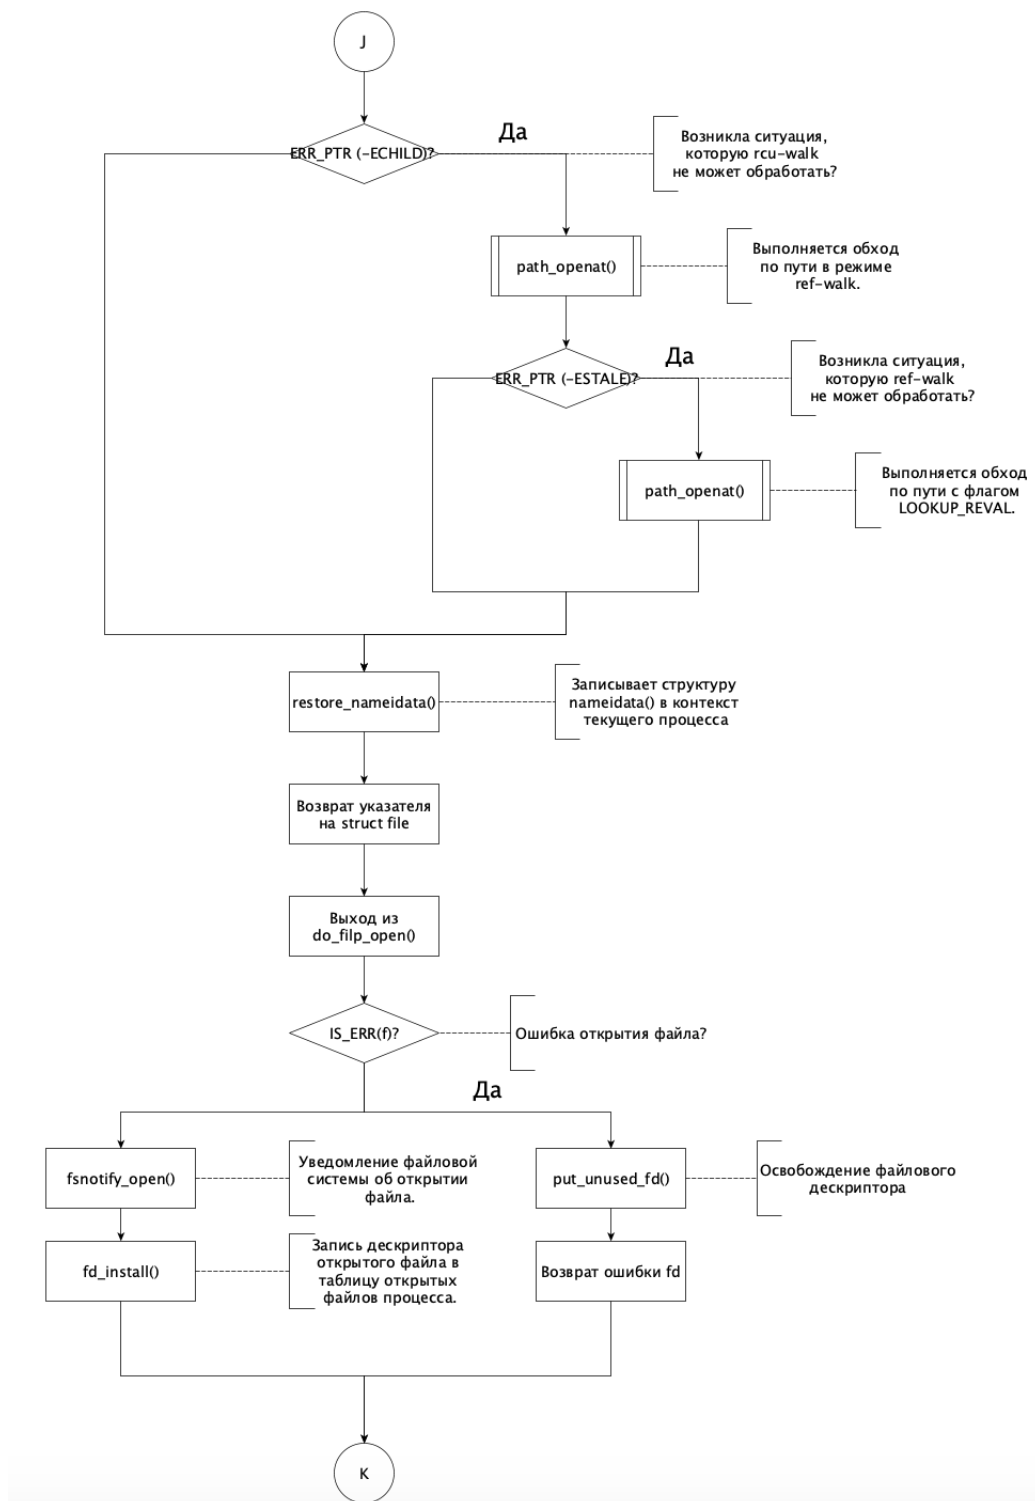 J
Да
ERR_PTR (-ECHILD)?
Возникла ситуация,
которую rcu-walk
не может обработать?
path_openat()
Выполняется обход
по пути в режиме
ref-walk.
Да
ERR_PTR (-ESTALE)?
Возникла ситуация,
которую ref-walk
не может обработать?
path_openat()
Выполняется обход
по пути с флагом
LOOKUP_REVAL.
restore_nameidata()
Записывает структуру
nameidata() в контекст
текущего процесса
Возврат указателя
на struct file
Выход из
do_filp_open()
IS_ERR(f)?
Ошибка открытия файла?
Да
fsnotify_open()
Уведомление файловой
системы об открытии
файла.
put_unused_fd()
Освобождение файлового
дескриптора
fd_install()
Запись дескриптора
открытого файла в
таблицу открытых
файлов процесса.
Возврат ошибки fd
K